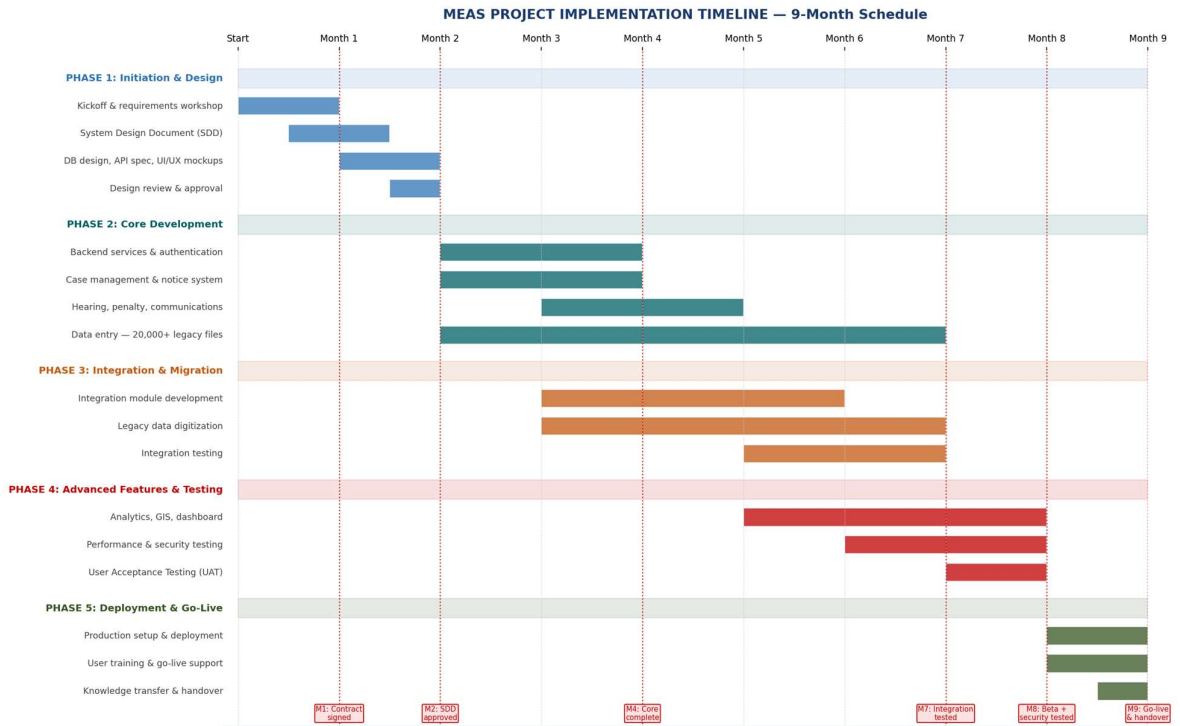 MEAS PROJECT IMPLEMENTATION TIMELINE — 9-Month Schedule
Start Month 1 Month 2 Month 3 Month 4 Month 5 Month 6 Month 7 Month 8 Month 9
PHASE 1: Initiation & Design
Kickoff & requirements workshop
System Design Document (SDD)
DB design, API spec, UI/UX mockups
Design review & approval
PHASE 2: Core Development
Backend services & authentication
Case management & notice system
Hearing, penalty, communications
Data entry — 20,000+ legacy files
PHASE 3: Integration & Migration
Integration module development
Legacy data digitization
Integration testing
PHASE 4: Advanced Features & Testing
Analytics, GIS, dashboard
Performance & security testing
User Acceptance Testing (UAT)
PHASE 5: Deployment & Go-Live
Production setup & deployment
User training & go-live support
Knowledge transfer & handover
M1: Contract
signed
M2: SDD
approved
M4: Core
complete
M7: Integration
tested
M8: Beta +
security tested
M9: Go-live
& handover